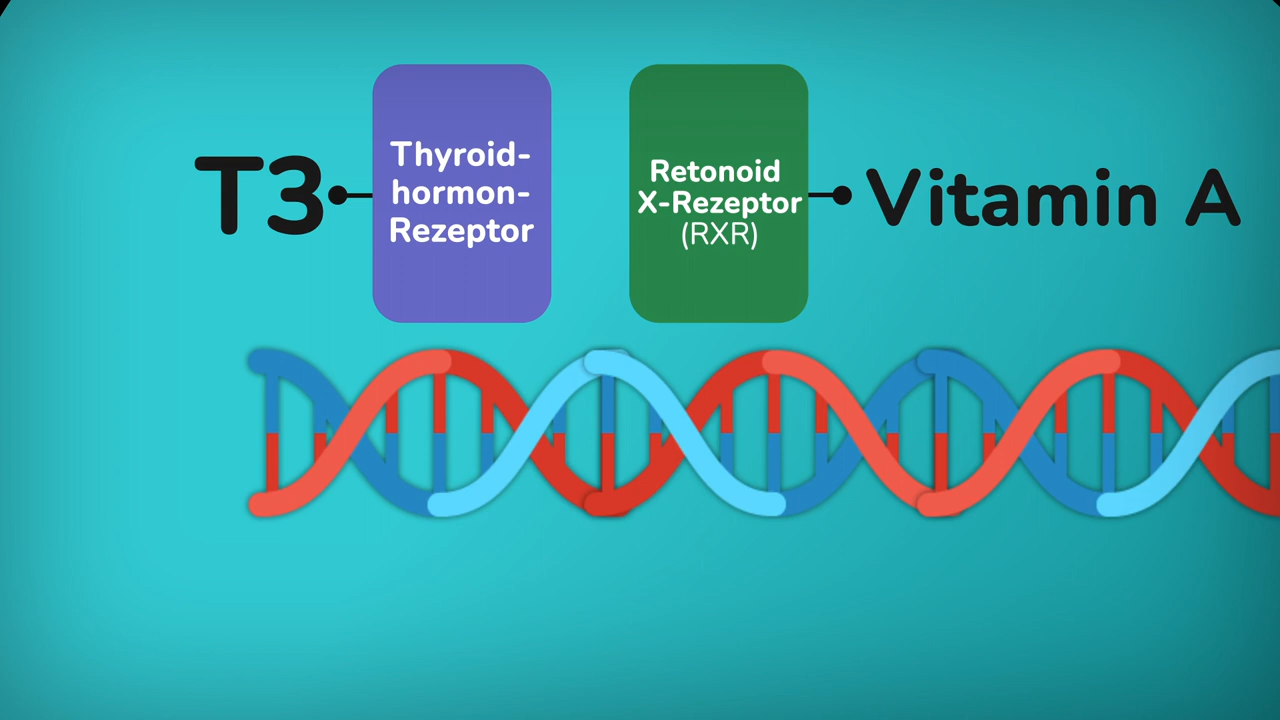 T3
Thyroid-
hormon-
Rezeptor
Retonoid
X-Rezeptor
(RXR)
Vitamin A